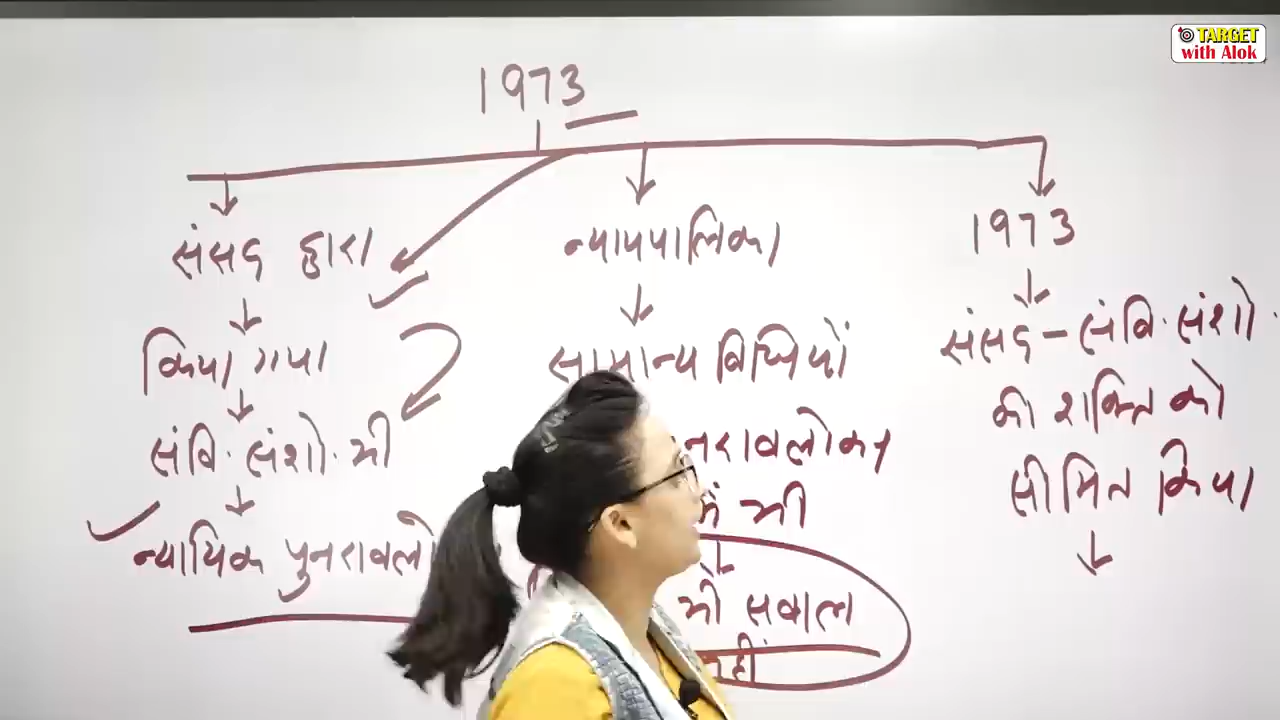 TARGET
with Alok
1973
संसद द्वारा
किया गया
संवि. संशो. भी
न्यायिक पुनरावलो
न्यायपालिका
सामान्य विधियों
नरावलोकन
में भी
भी सवाल
नहीं
1973
संसद - संवि. संशो.
की शक्ति को
सीमित किया